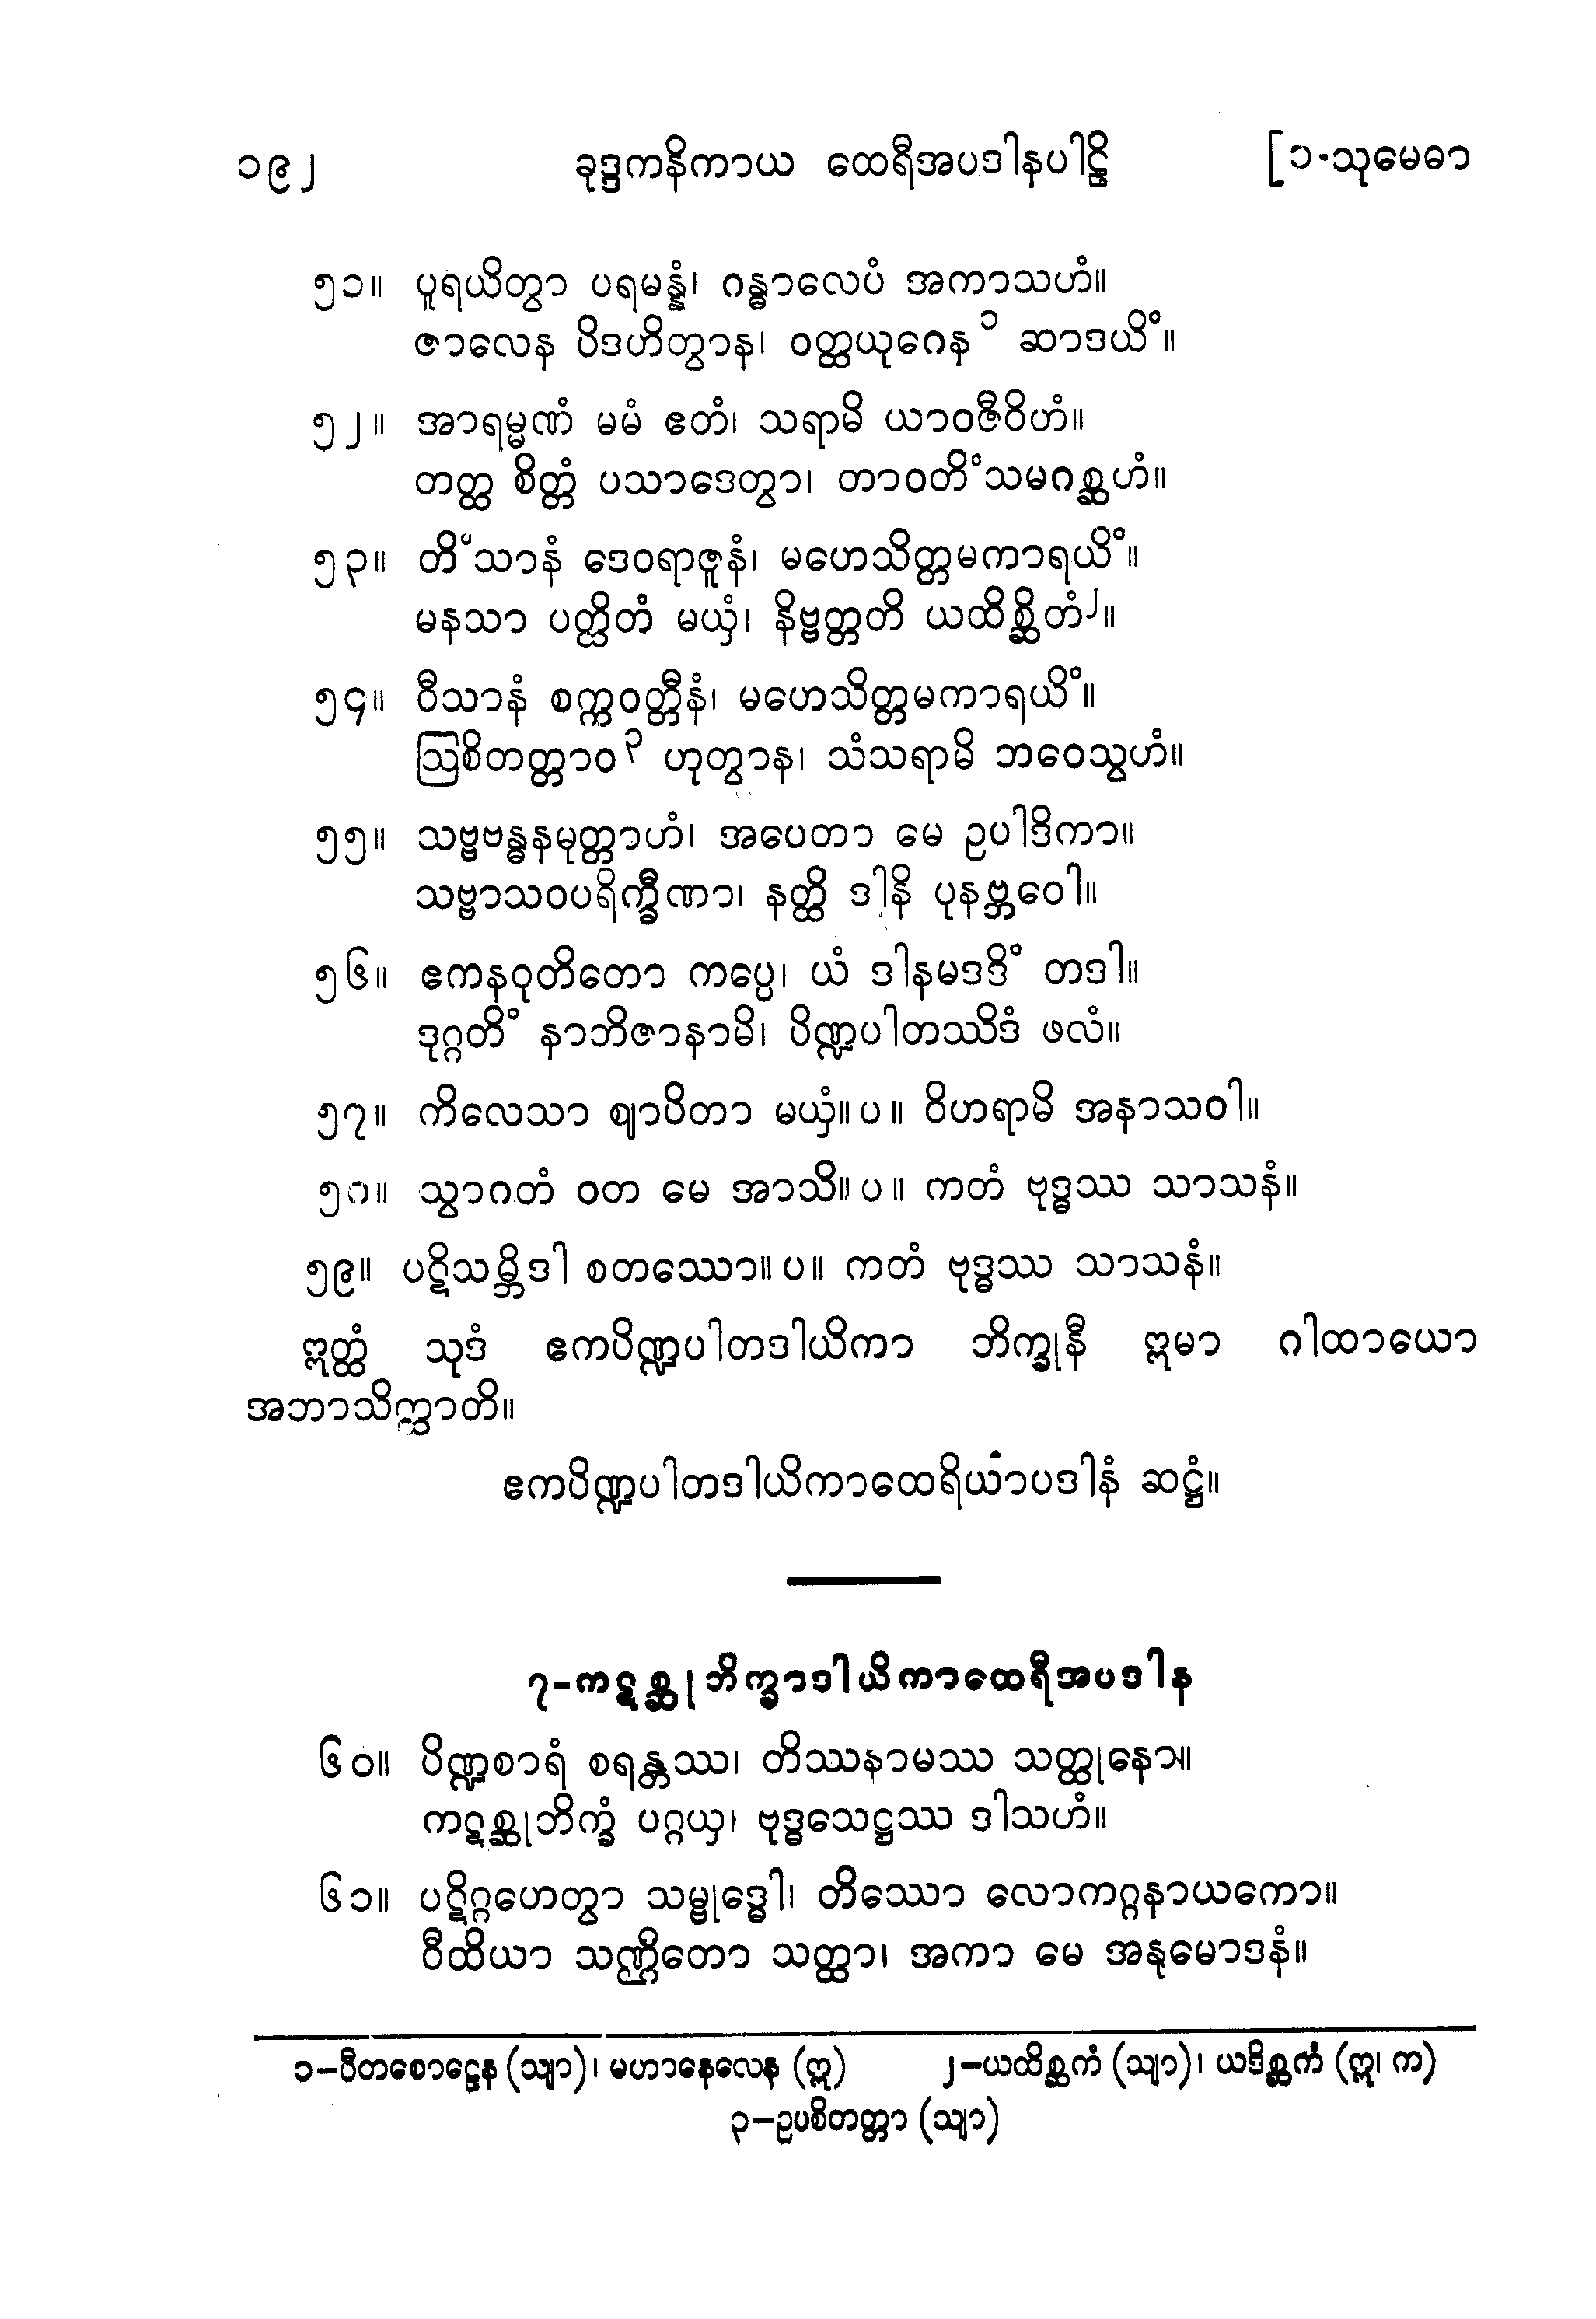 ၁၉၂ ခုဒ္ဒကနိကာယ ထေရီအပဒါနပါဠိ [၁-သုမေဓာ
၅၁။ ပူရယိတွာ ပရမန္နံ၊ ဂန္ဓာလေပံ အကာသဟံ။
ဇာလေန ပိဒဟိတွာန၊ ဝတ္ထယုဂေန၁ ဆာဒယိံ။
၅၂။ အာရမ္မဏံ မမံ ဧတံ၊ သရာမိ ယာဝဇီဝိဟံ။
တတ္ထ စိတ္တံ ပသာဒေတွာ၊ တာဝတိံသမဂစ္ဆဟံ။
၅၃။ တိံသာနံ ဒေဝရာဇူနံ၊ မဟေသိတ္တမကာရယိံ။
မနသာ ပတ္ထိတံ မယှံ၊ နိဗ္ဗတ္တတိ ယထိစ္ဆိတံ၂။
၅၄။ ဝီသာနံ စက္ကဝတ္တီနံ၊ မဟေသိတ္တမကာရယိံ။
ဩစိတတ္တာဝ၃ ဟုတွာန၊ သံသရာမိ ဘဝေသွဟံ။
၅၅။ သဗ္ဗဗန္ဓနမုတ္တာဟံ၊ အပေတာ မေ ဥပါဒိကာ။
သဗ္ဗာသဝပရိက္ခီဏာ၊ နတ္ထိ ဒါနိ ပုနဗ္ဘဝေါ။
၅၆။ ဧကနဝုတိတော ကပ္ပေ၊ ယံ ဒါနမဒဒိံ တဒါ။
ဒုဂ္ဂတိံ နာဘိဇာနာမိ၊ ပိဏ္ဍပါတဿိဒံ ဖလံ။
၅၇။ ကိလေသာ ဈာပိတာ မယှံ။ပ။ ဝိဟရာမိ အနာသဝါ။
၅၈။ သွာဂတံ ဝတ မေ အာသိ။ပ။ ကတံ ဗုဒ္ဓဿ သာသနံ။
၅၉။ ပဋိသမ္ဘိဒါ စတဿော။ပ။ ကတံ ဗုဒ္ဓဿ သာသနံ။
ဣတ္ထံ သုဒံ ဧကပိဏ္ဍပါတဒါယိကာ ဘိက္ခုနီ ဣမာ ဂါထာယော
အဘာသိတ္ထာတိ။
ဧကပိဏ္ဍပါတဒါယိကာထေရိယာပဒါနံ ဆဋ္ဌံ။
၇-ကဋစ္ဆုဘိက္ခာဒါယိကာထေရီအပဒါန
၆၀။ ပိဏ္ဍစာရံ စရန္တဿ၊ တိဿနာမဿ သတ္ထုနော။
ကဋစ္ဆုဘိက္ခံ ပဂ္ဂယှ၊ ဗုဒ္ဓသေဋ္ဌဿ ဒါသဟံ။
၆၁။ ပဋိဂ္ဂဟေတွာ သမ္ဗုဒ္ဓေါ၊ တိဿော လောကဂ္ဂနာယကော။
ဝီထိယာ သဏ္ဌိတော သတ္ထာ၊ အကာ မေ အနုမောဒနံ။
၁–ပီတစောဠေန (သျာ)၊ မဟာနေလေန (ဣ) ၂–ယထိစ္ဆကံ (သျာ)၊ ယဒိစ္ဆကံ (ဣ၊ က)
၃–ဥပစိတတ္တာ (သျာ)